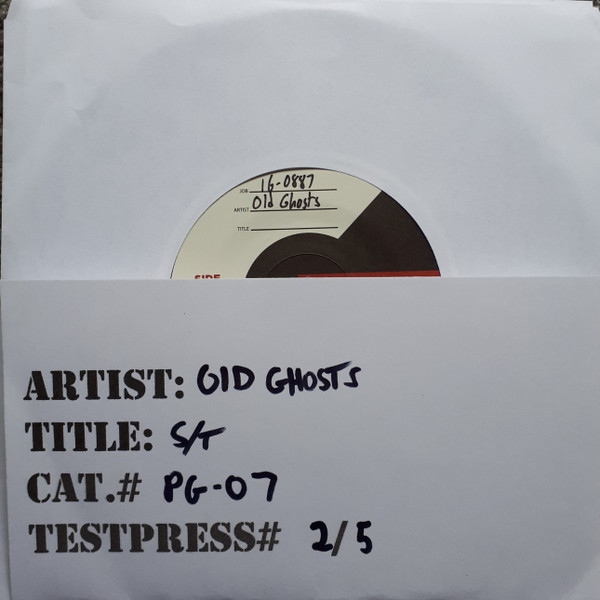 JOB 16-0887
ARTIST Old Ghosts
TITLE
SIDE
ARTIST: OLD GHOSTS
TITLE: S/T
CAT.# PG-07
TESTPRESS# 2/5